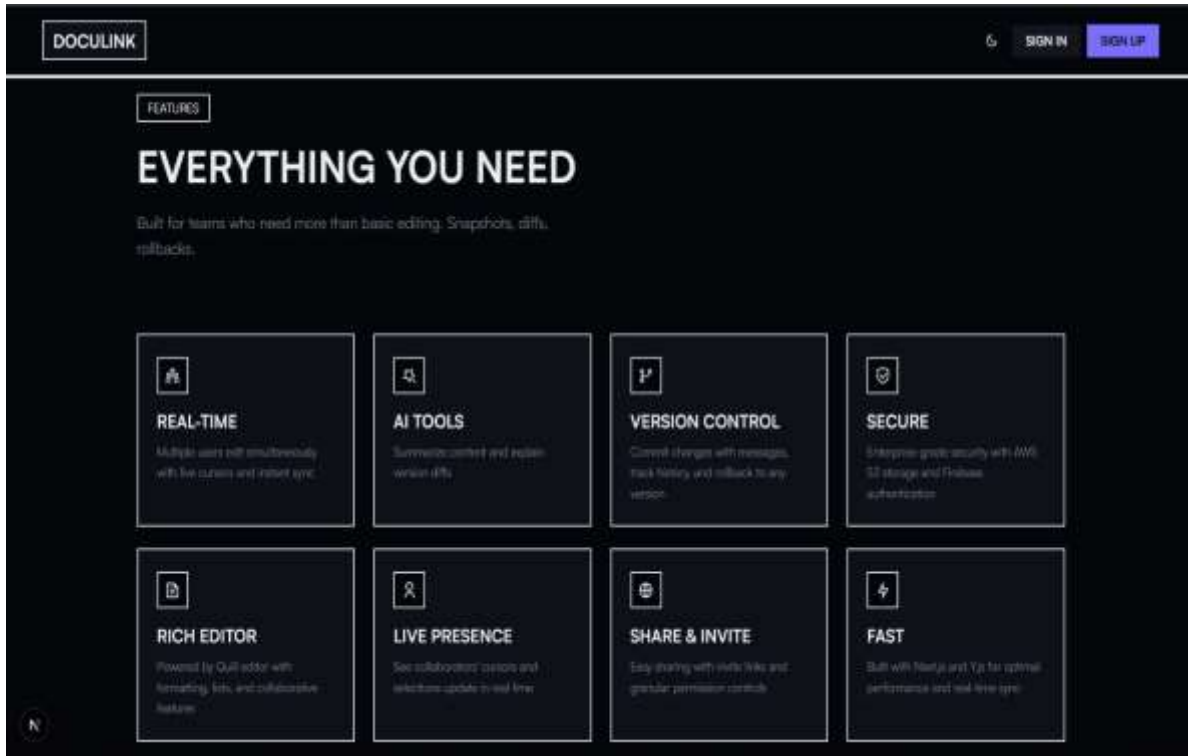 DOCULINK
SIGN IN
SIGN UP
FEATURES
EVERYTHING YOU NEED
Built for teams who need more than basic editing. Snapshots, diffs,
rollbacks.
REAL-TIME
Multiple users edit simultaneously
with live cursors and instant sync
AI TOOLS
Summarize content and explain
version diffs
VERSION CONTROL
Commit changes with messages,
track history, and rollback to any
version
SECURE
Enterprise-grade security with AWS
S3 storage and Firebase
authentication
RICH EDITOR
Powered by Quill editor with
formatting, lists, and collaborative
features
LIVE PRESENCE
See collaborators' cursors and
selections update in real time
SHARE & INVITE
Easy sharing with invite links and
granular permission controls
FAST
Built with Next.js and Yjs for optimal
performance and real-time sync
N